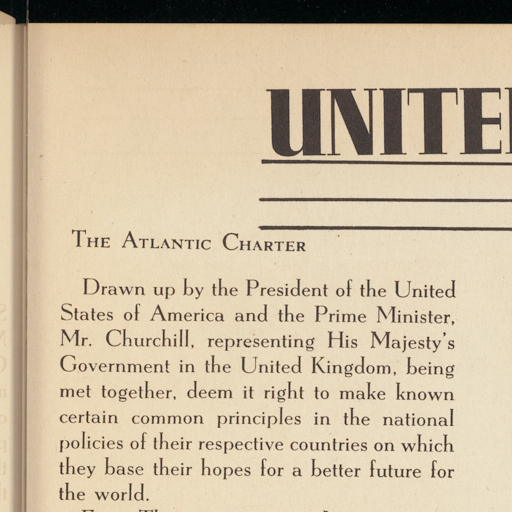 UNITE
The Atlantic Charter
Drawn up by the President of the United
States of America and the Prime Minister,
Mr. Churchill, representing His Majesty's
Government in the United Kingdom, being
met together, deem it right to make known
certain common principles in the national
policies of their respective countries on which
they base their hopes for a better future for
the world.